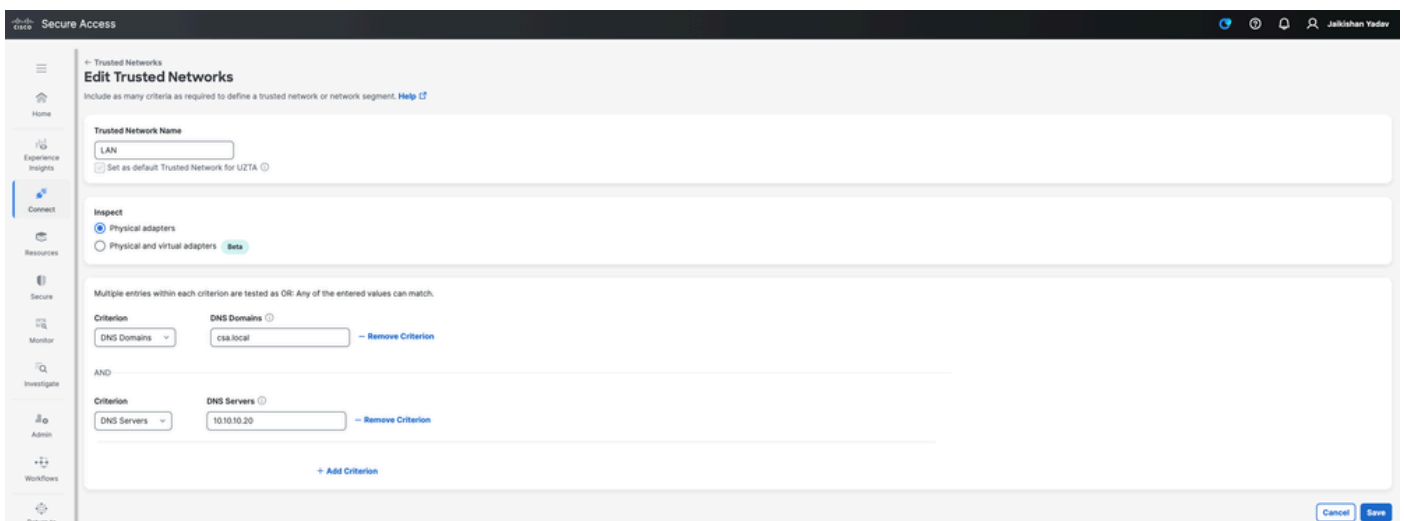 CISCO Secure Access
Jaikishan Yadav
Home
Experience
Insights
Connect
Resources
Secure
Monitor
Investigate
Admin
Workflows
← Trusted Networks
Edit Trusted Networks
Include as many criteria as required to define a trusted network or network segment. Help
Trusted Network Name
LAN
Set as default Trusted Network for UZTA
Inspect
Physical adapters
Physical and virtual adapters Beta
Multiple entries within each criterion are tested as OR: Any of the entered values can match.
Criterion DNS Domains
DNS Domains csa.local — Remove Criterion
AND
Criterion DNS Servers
DNS Servers 10.10.10.20 — Remove Criterion
+ Add Criterion
Cancel Save